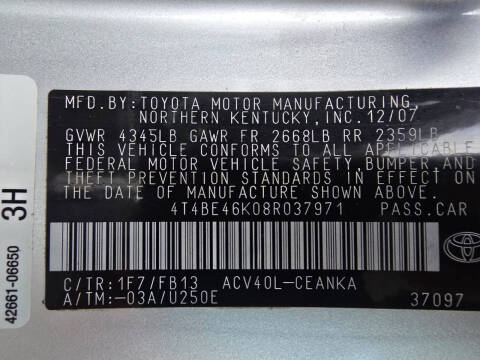 MFD.BY:TOYOTA MOTOR MANUFACTURING,
NORTHERN KENTUCKY,INC.12/07
GVWR 4345LB GAWR FR 2668LB RR 2359LB
THIS VEHICLE CONFORMS TO ALL APPLICABLE
FEDERAL MOTOR VEHICLE SAFETY,BUMPER,AND
THEFT PREVENTION STANDARDS IN EFFECT ON
THE DATE OF MANUFACTURE SHOWN ABOVE.
4T4BE46K08R037971 PASS.CAR
C/TR:1F7/FB13 ACV40L-CEANKA
A/TM:-03A/U250E 37097
TOYOTA
3H
42661-06650